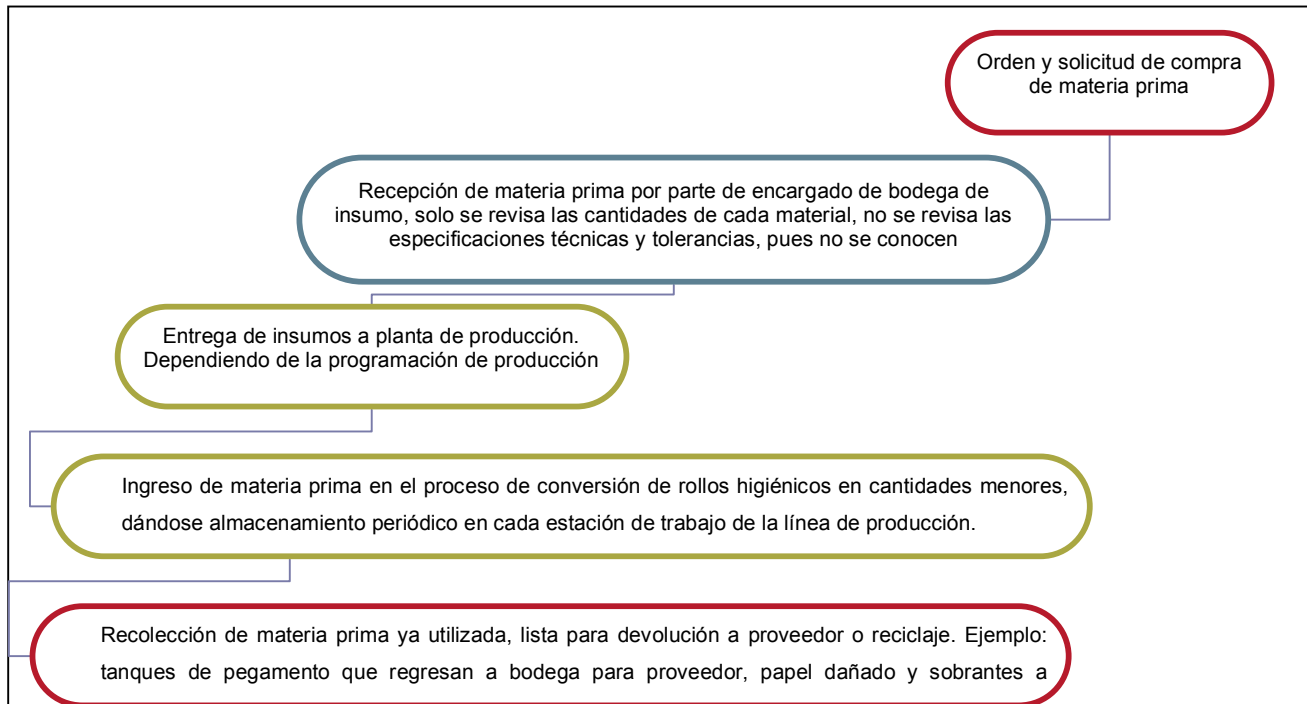 Orden y solicitud de compra
de materia prima
Recepción de materia prima por parte de encargado de bodega de
insumo, solo se revisa las cantidades de cada material, no se revisa las
especificaciones técnicas y tolerancias, pues no se conocen
Entrega de insumos a planta de producción.
Dependiendo de la programación de producción
Ingreso de materia prima en el proceso de conversión de rollos higiénicos en cantidades menores,
dándose almacenamiento periódico en cada estación de trabajo de la línea de producción.
Recolección de materia prima ya utilizada, lista para devolución a proveedor o reciclaje. Ejemplo:
tanques de pegamento que regresan a bodega para proveedor, papel dañado y sobrantes a